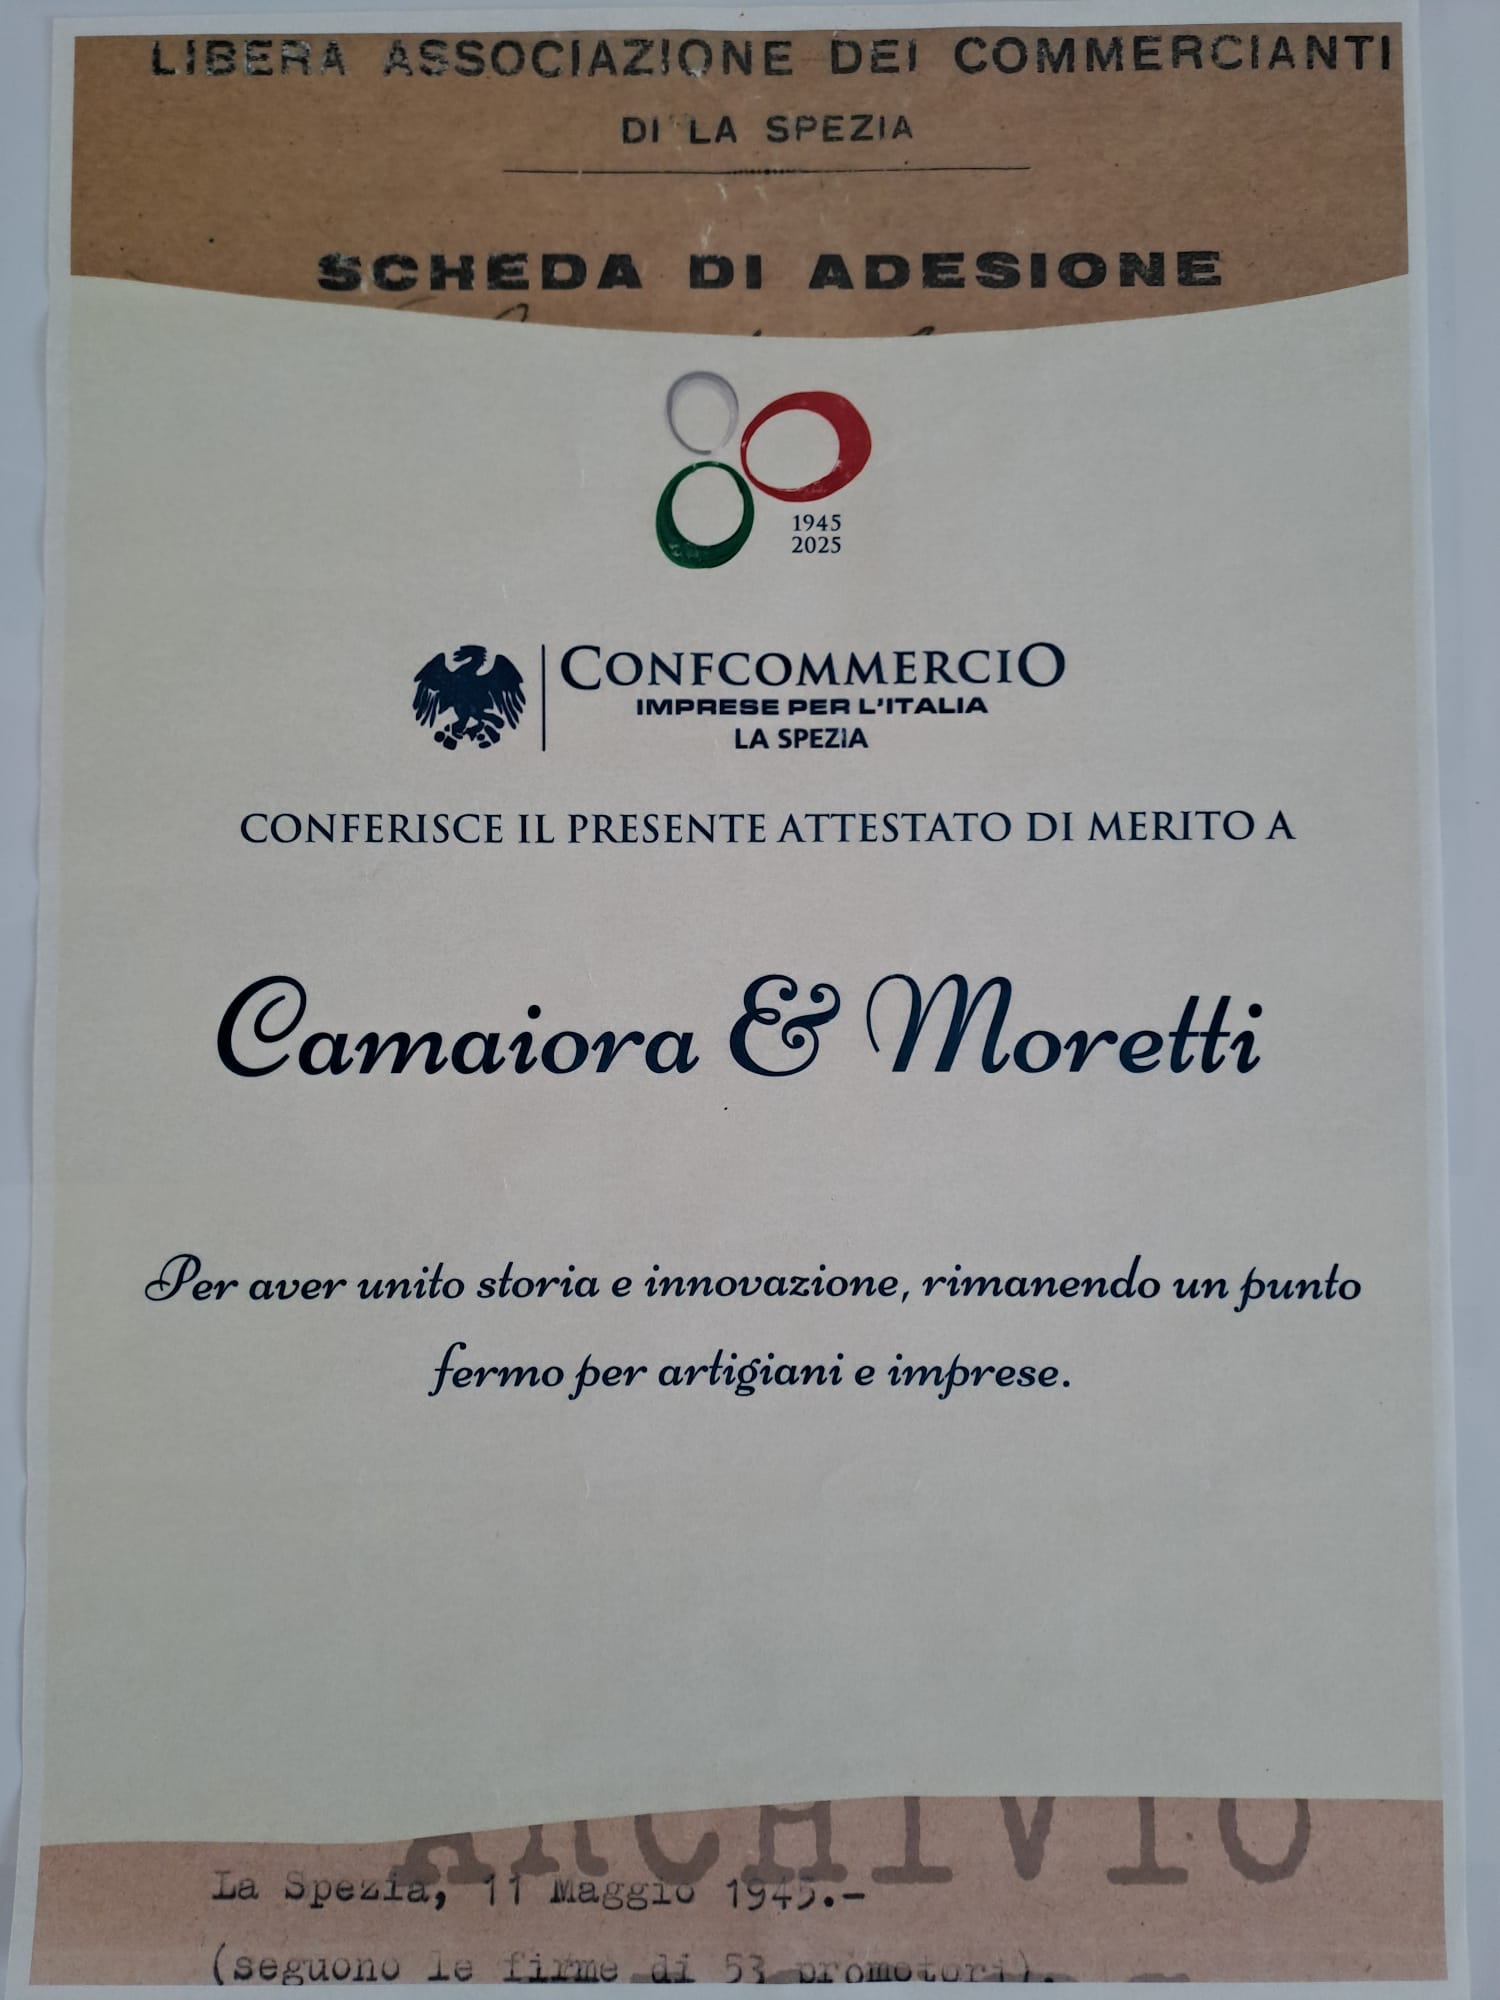 LIBERA ASSOCIAZIONE DEI COMMERCIANTI
DI LA SPEZIA
SCHEDA DI ADESIONE
80
1945
2025
CONFCOMMERCIO
IMPRESE PER L'ITALIA
LA SPEZIA
CONFERISCE IL PRESENTE ATTESTATO DI MERITO A
Camaiora & Moretti
Per aver unito storia e innovazione, rimanendo un punto
fermo per artigiani e imprese.
ARCHIVIO
La Spezia, 11 Maggio 1945.-
(seguono le firme di 53 promotori).